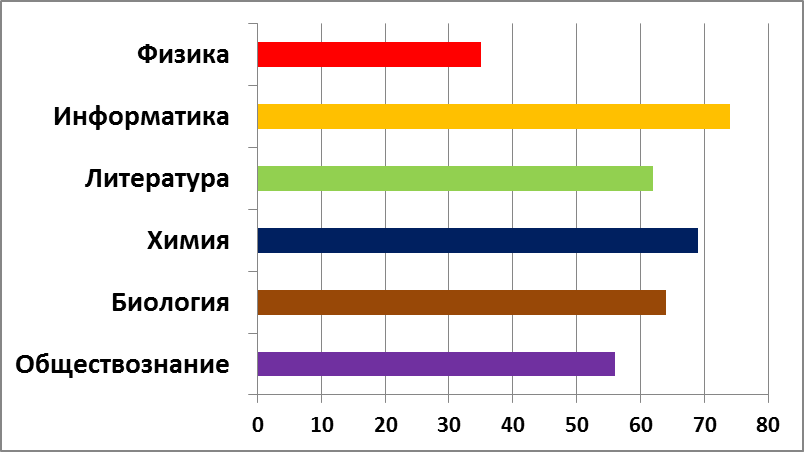 Физика
Информатика
Литература
Химия
Биология
Обществознание
0 10 20 30 40 50 60 70 80